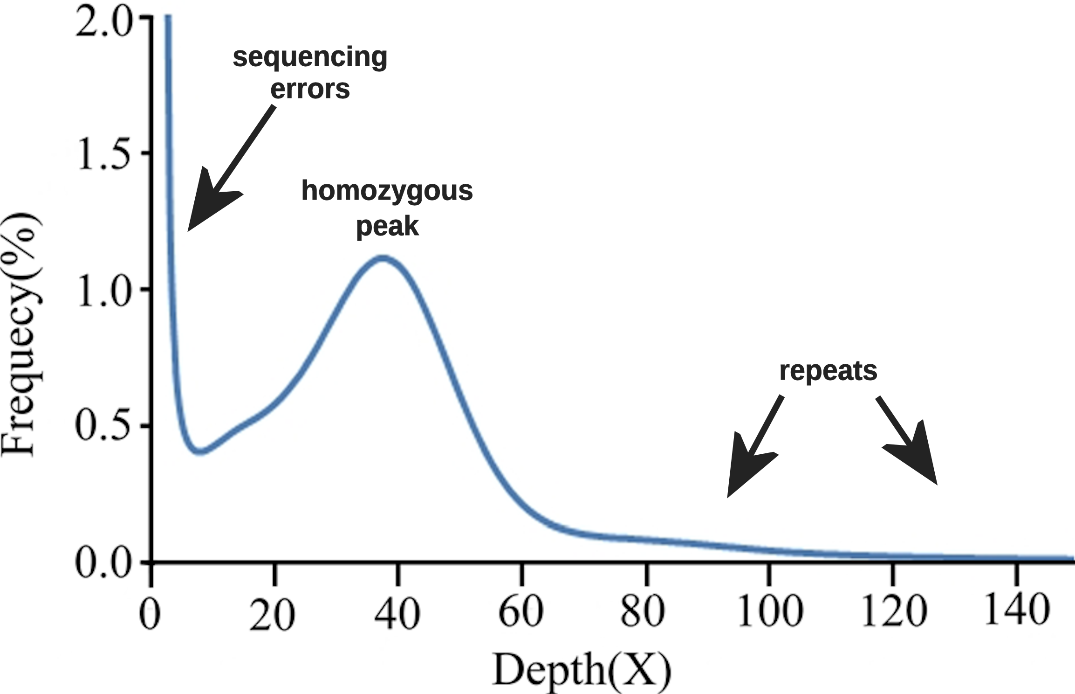 2.0
1.5
1.0
0.5
0.0
Frequecy(%)
sequencing
errors
homozygous
peak
repeats
0 20 40 60 80 100 120 140
Depth(X)